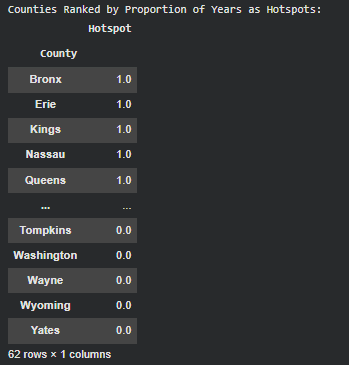 Counties Ranked by Proportion of Years as Hotspots:
Hotspot
County
Bronx 1.0
Erie 1.0
Kings 1.0
Nassau 1.0
Queens 1.0
... ...
Tompkins 0.0
Washington 0.0
Wayne 0.0
Wyoming 0.0
Yates 0.0
62 rows × 1 columns